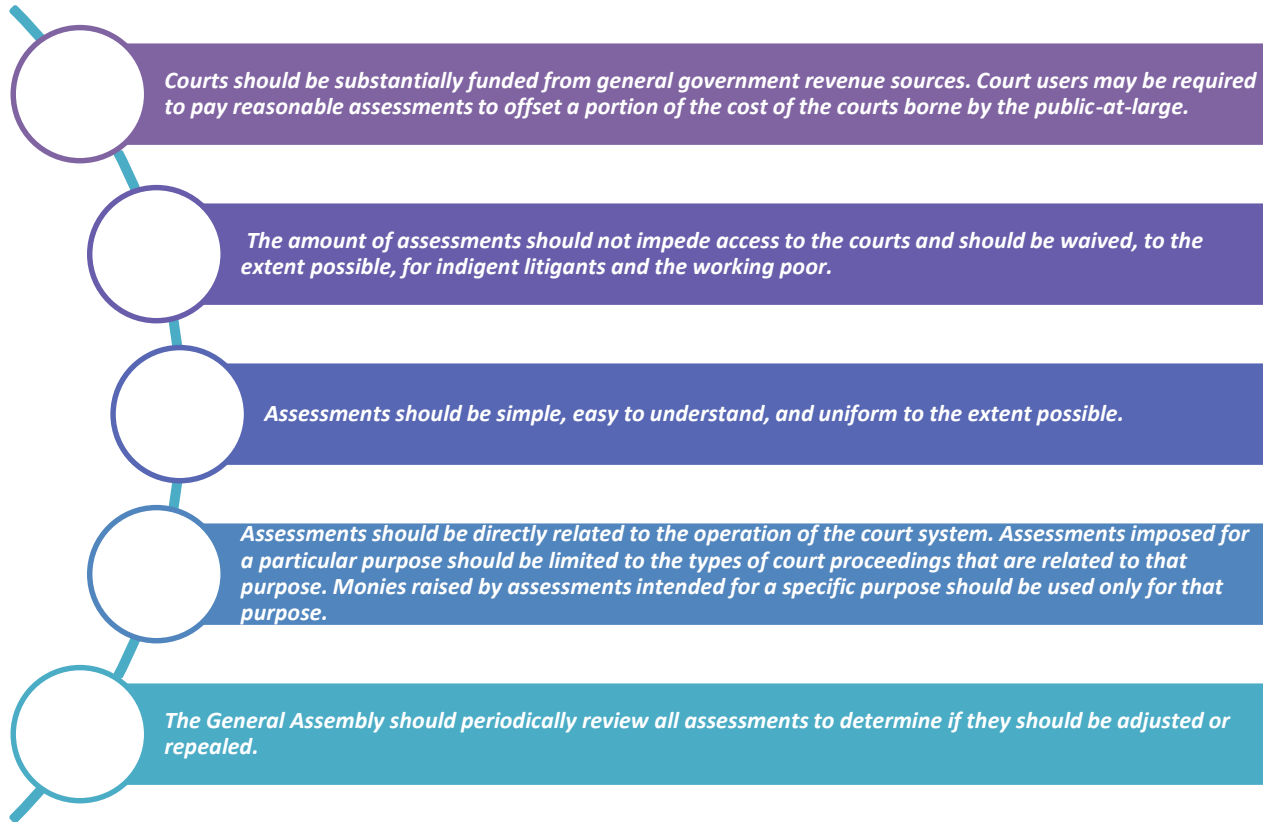 Courts should be substantially funded from general government revenue sources. Court users may be required
to pay reasonable assessments to offset a portion of the cost of the courts borne by the public-at-large.
The amount of assessments should not impede access to the courts and should be waived, to the
extent possible, for indigent litigants and the working poor.
Assessments should be simple, easy to understand, and uniform to the extent possible.
Assessments should be directly related to the operation of the court system. Assessments imposed for
a particular purpose should be limited to the types of court proceedings that are related to that
purpose. Monies raised by assessments intended for a specific purpose should be used only for that
purpose.
The General Assembly should periodically review all assessments to determine if they should be adjusted or
repealed.